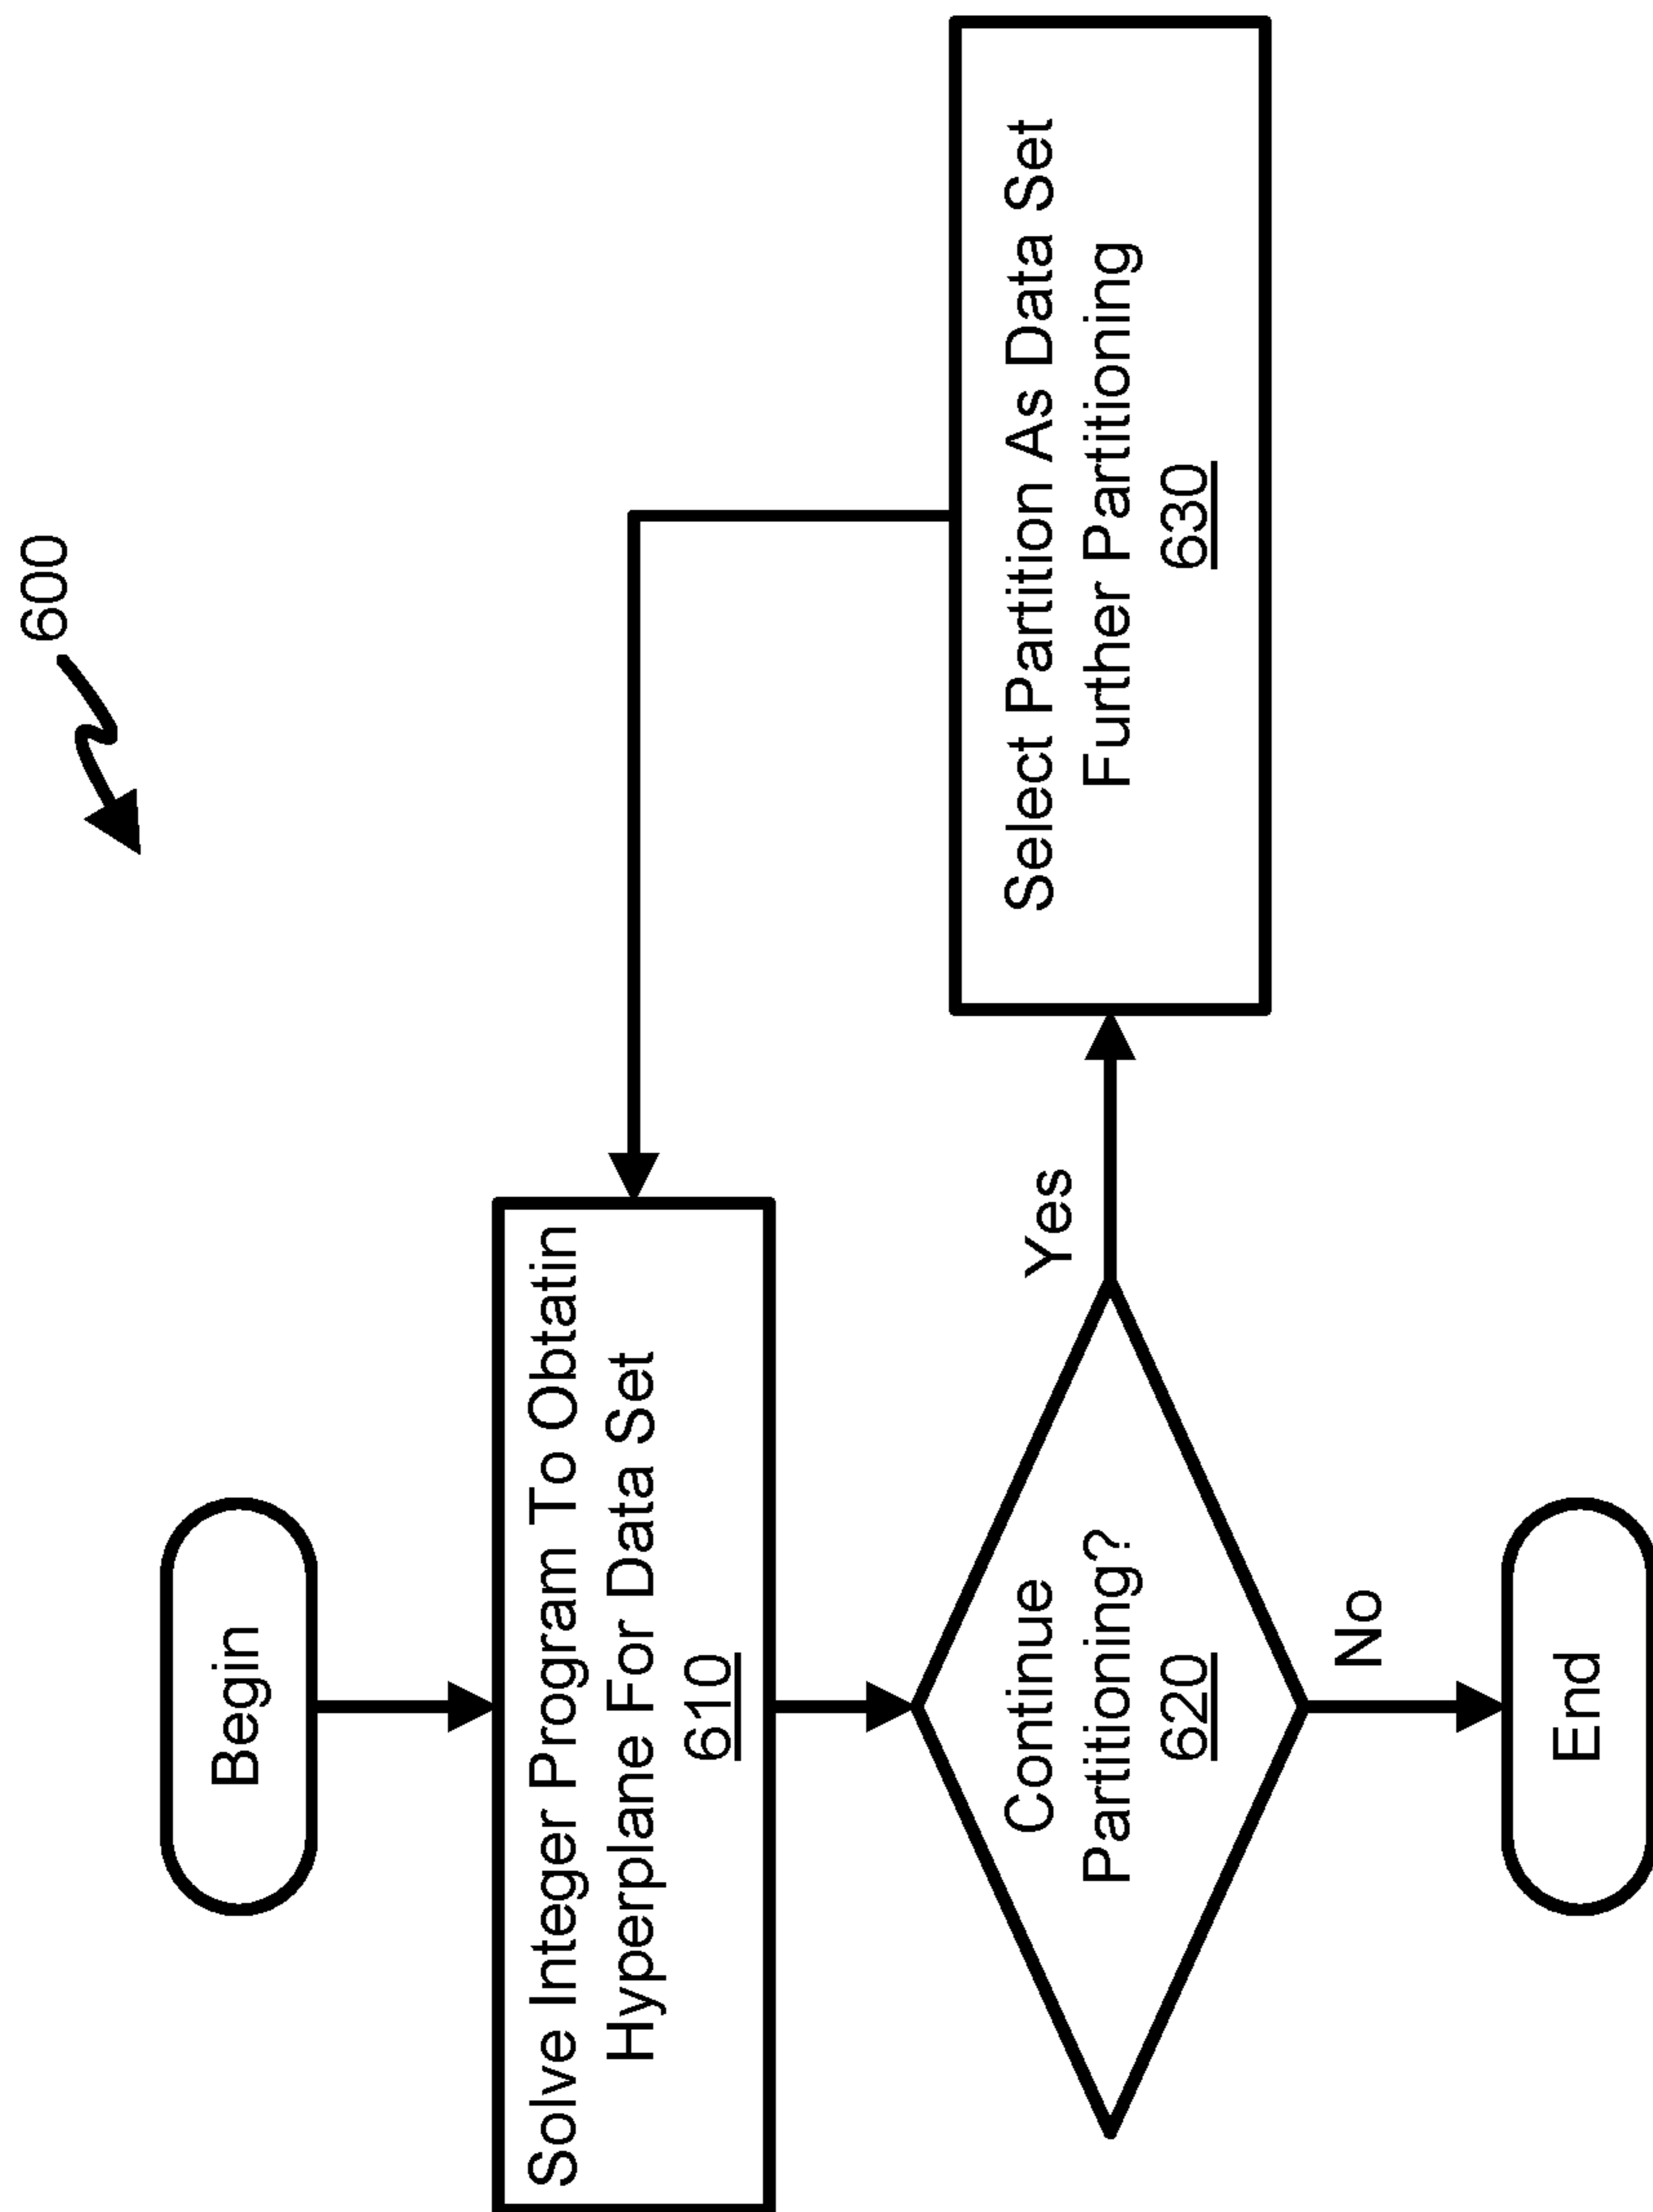 600
Begin
Solve Integer Program To Obtatin
Hyperplane For Data Set
610
Continue
Partitioning?
620
Yes
Select Partition As Data Set
Further Partitioning
630
No
End